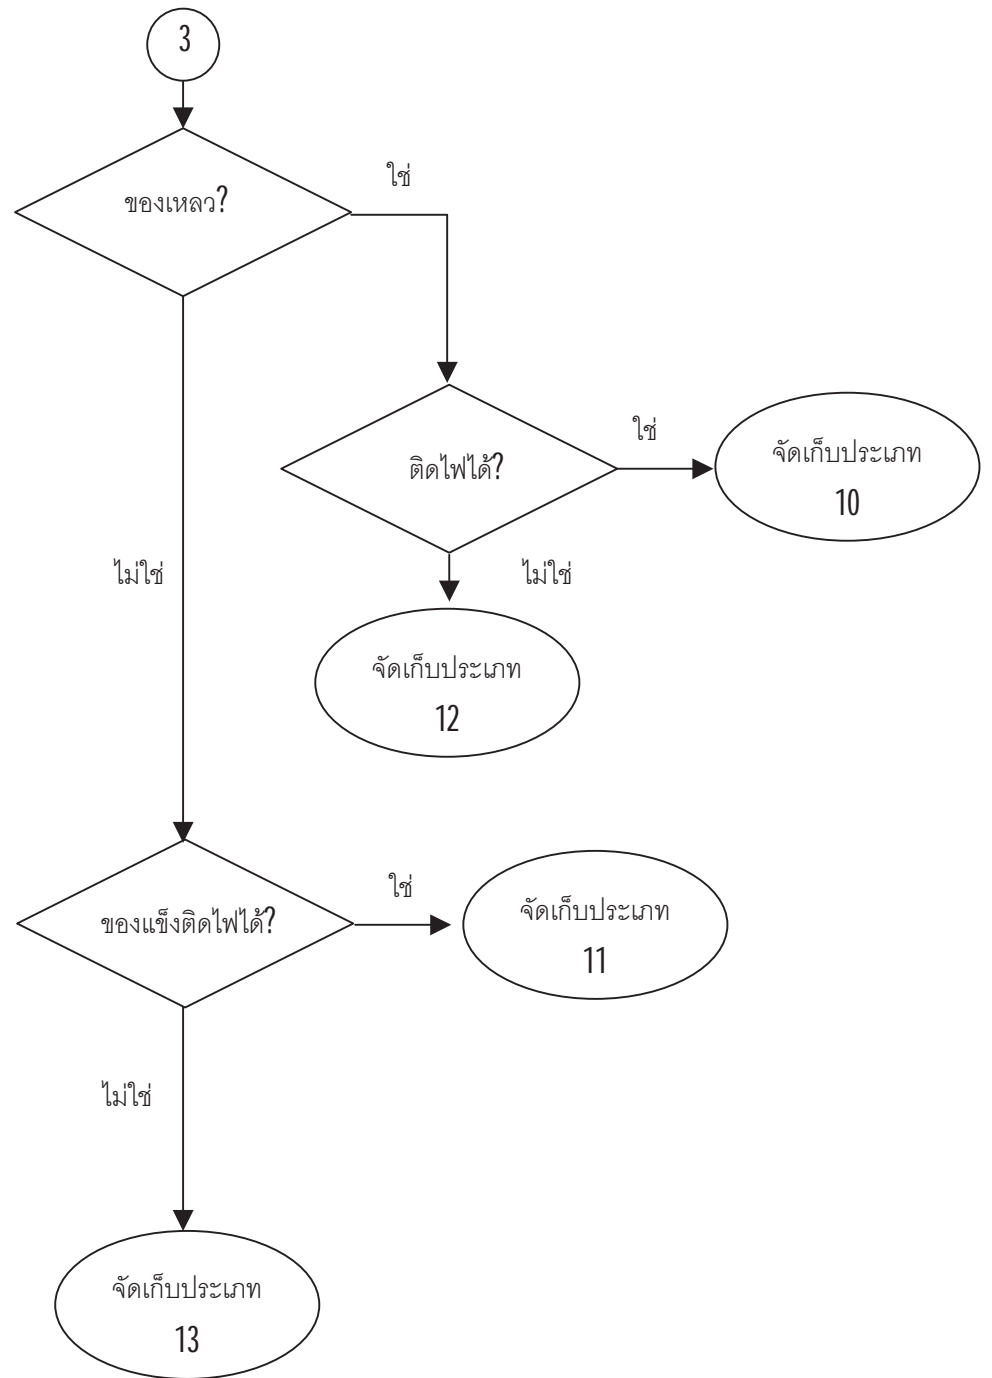 3
ใช่
ของเหลว?
ใช่
ติดไฟได้?
จัดเก็บประเภท
10
ไม่ใช่
ไม่ใช่
จัดเก็บประเภท
12
ใช่
ของแข็งติดไฟได้?
จัดเก็บประเภท
11
ไม่ใช่
จัดเก็บประเภท
13